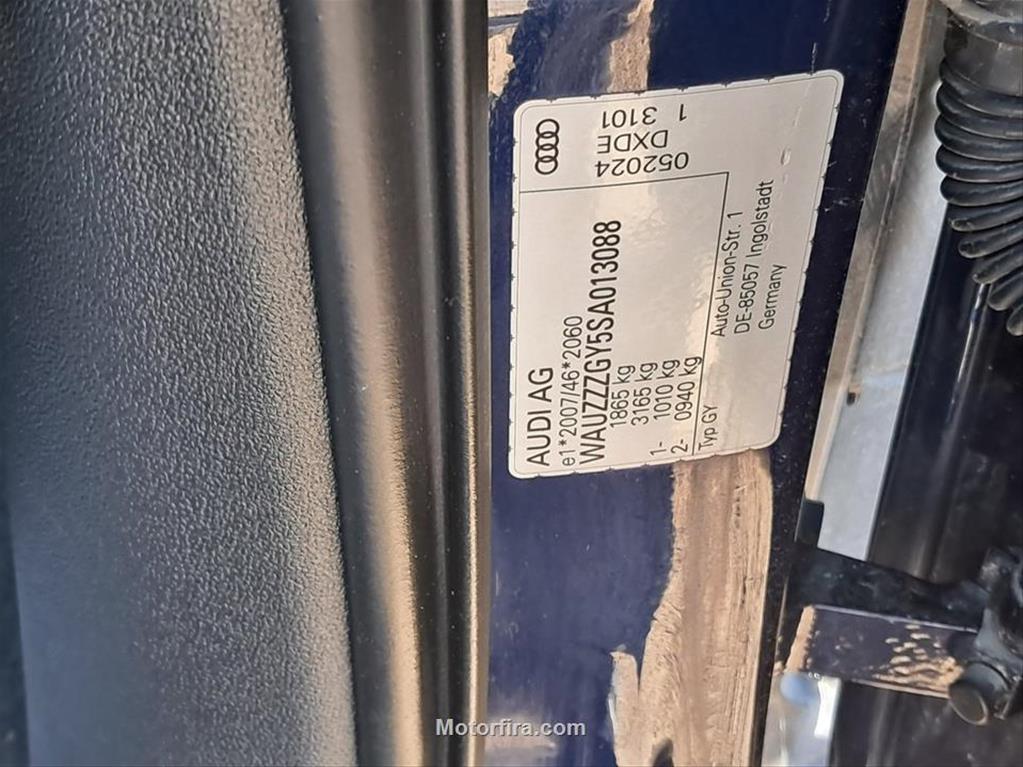 AUDI AG
e1*2007/46*2060
WAUZZZGY5SA013088
1865 kg
3165 kg
1- 1010 kg
2- 0940 kg
Typ GY
Auto-Union-Str. 1
DE-85057 Ingolstadt
Germany
052024
DXDE
3101
1
Motorfira.com